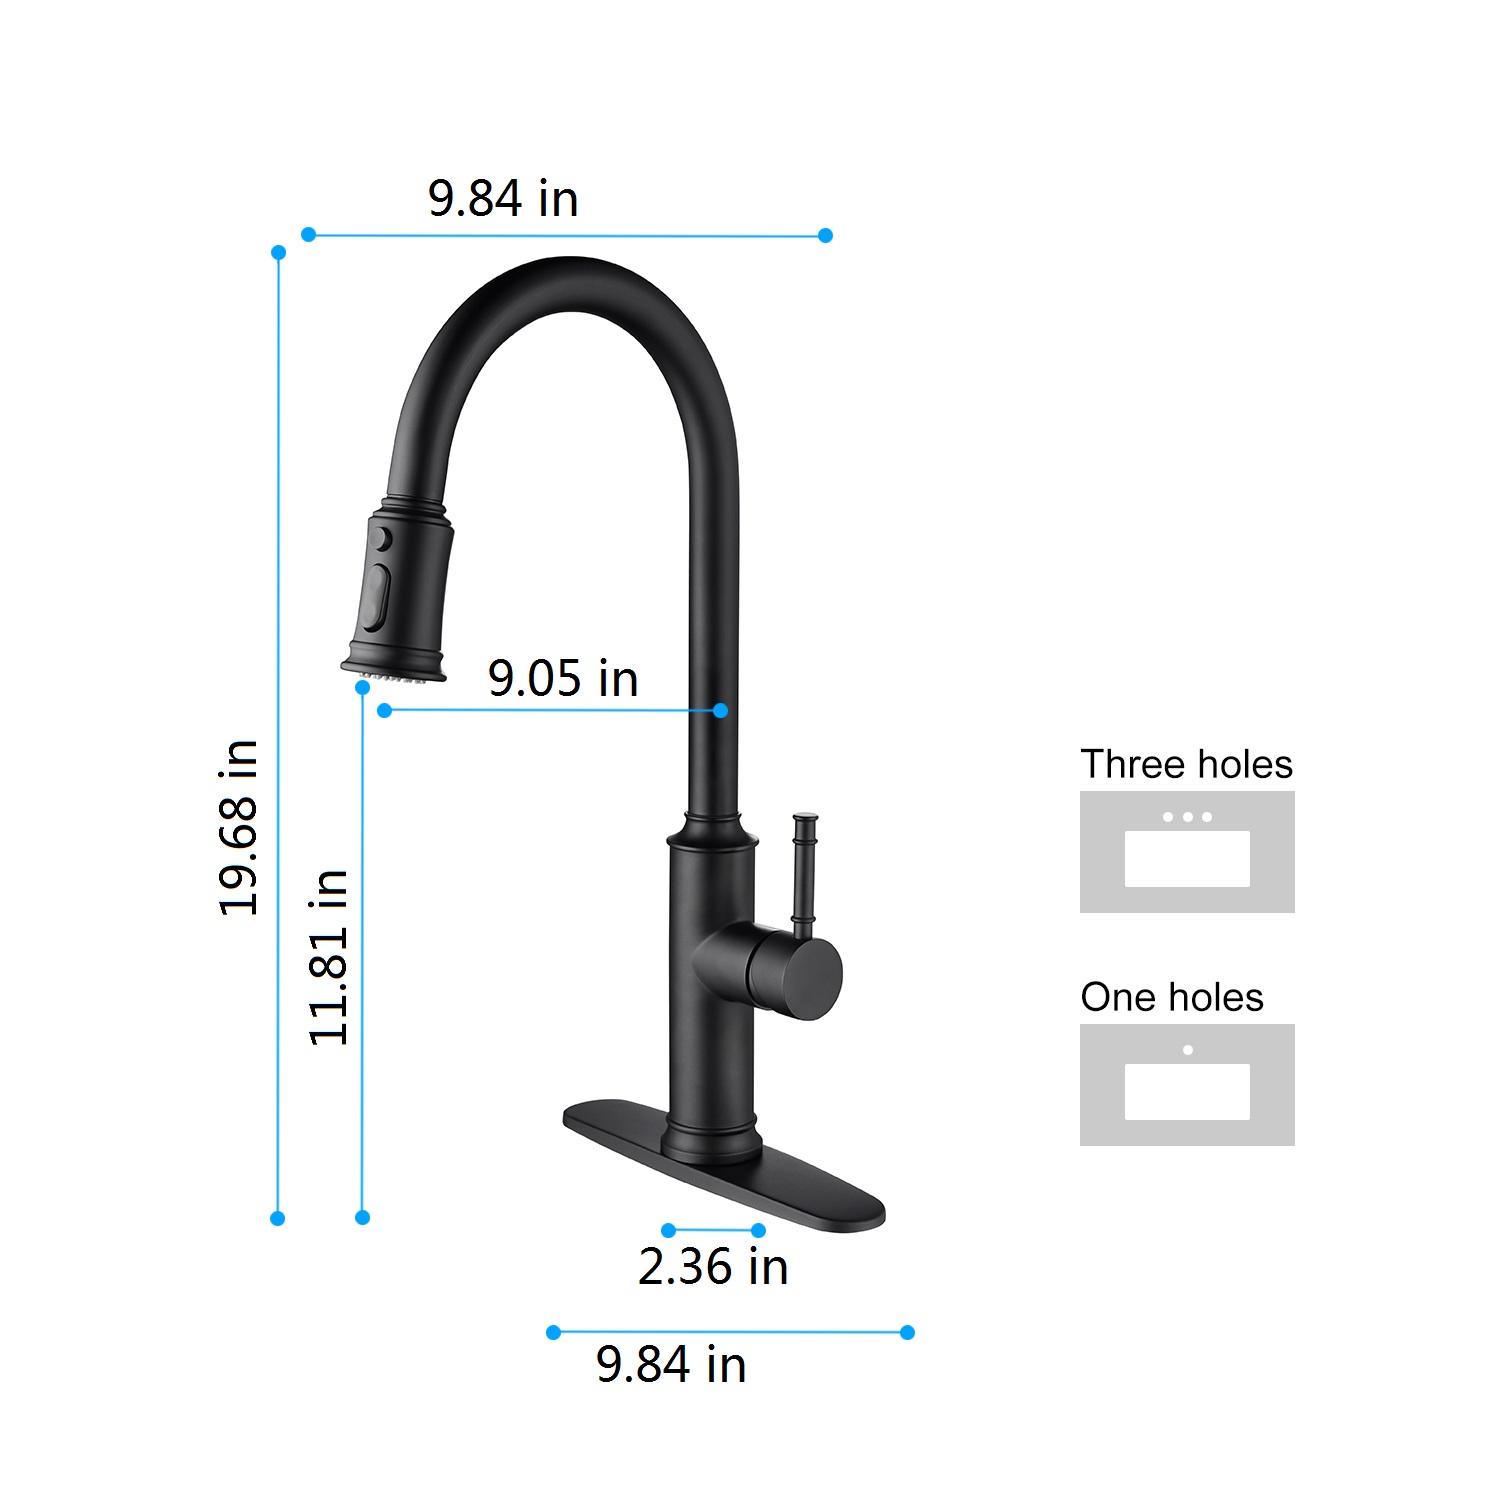 9.84 in
9.05 in
19.68 in
11.81 in
Three holes
One holes
2.36 in
9.84 in